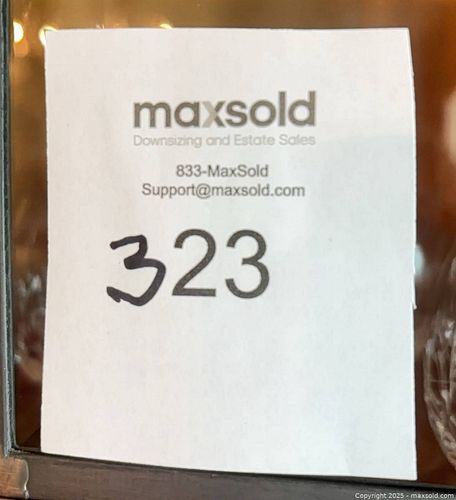 maxsold
Downsizing and Estate Sales
833-MaxSold
Support@maxsold.com
323
Copyright 2025 - maxsold.com